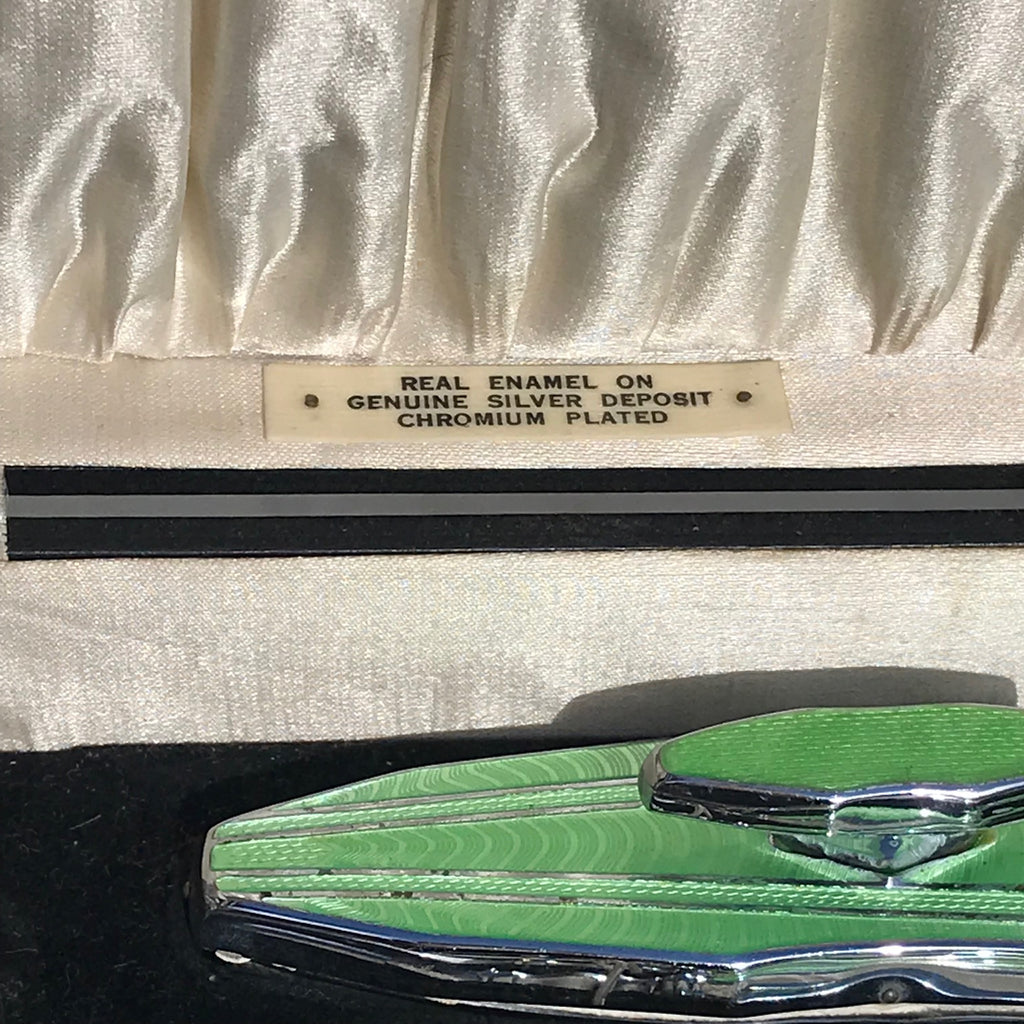 REAL ENAMEL ON
GENUINE SILVER DEPOSIT
CHROMIUM PLATED